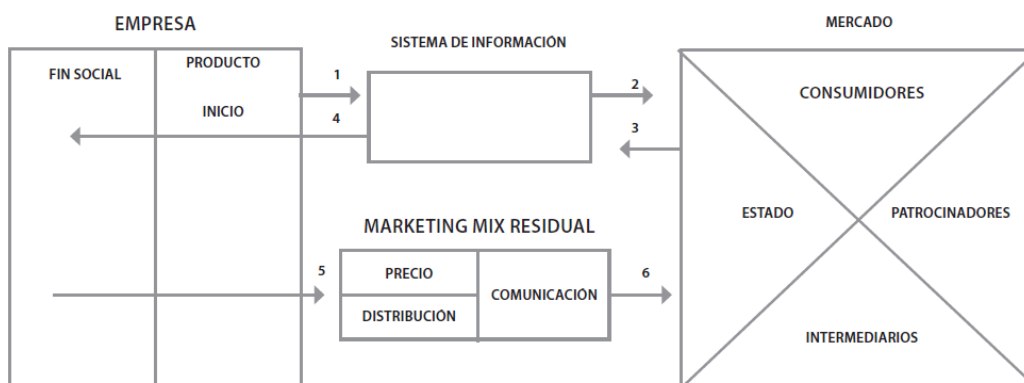 EMPRESA
SISTEMA DE INFORMACIÓN
MERCADO
FIN SOCIAL
PRODUCTO
INICIO
1
4
2
3
CONSUMIDORES
ESTADO
PATROCINADORES
INTERMEDIARIOS
MARKETING MIX RESIDUAL
5
PRECIO
DISTRIBUCIÓN
COMUNICACIÓN
6